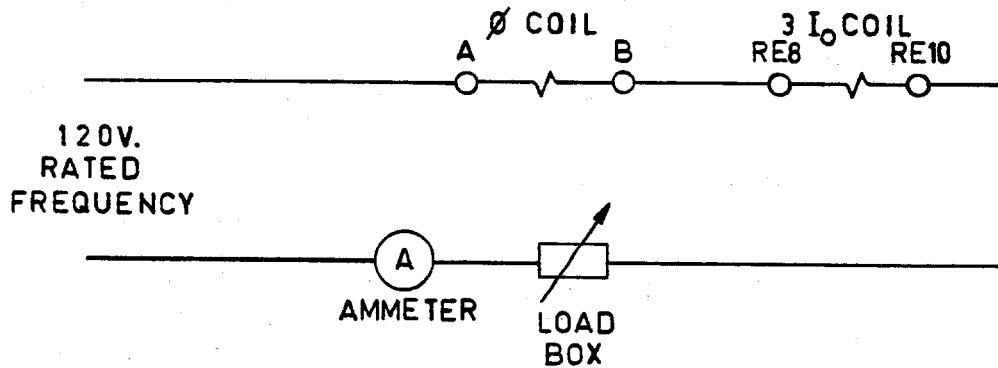 Ø COIL
3 I₀ COIL
A
B
RE8
RE10
120V.
RATED
FREQUENCY
A
AMMETER
LOAD
BOX